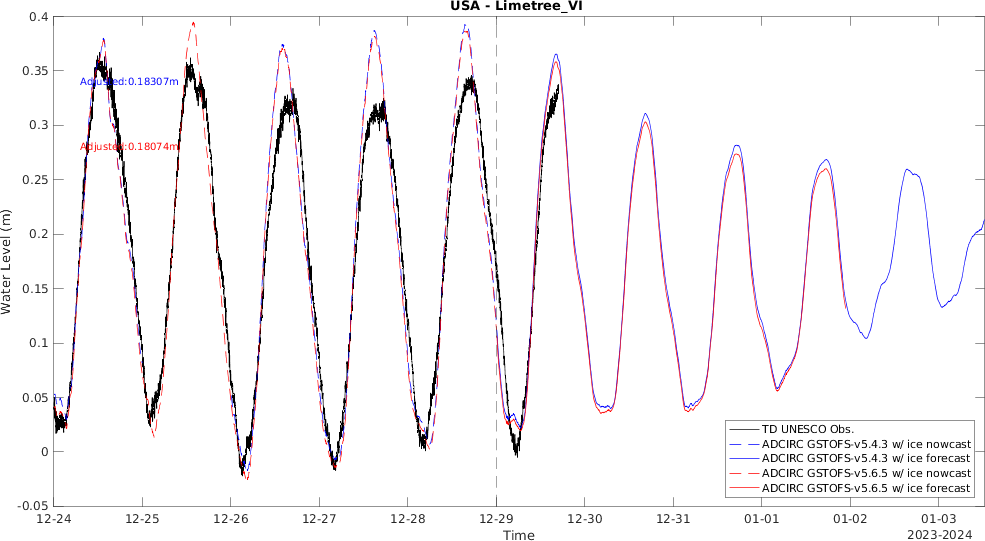 USA - Limetree_VI
0.4
0.35
0.3
0.25
0.2
0.15
0.1
0.05
0
-0.05
Water Level (m)
Adjusted:0.18307m
Adjusted:0.18074m
TD UNESCO Obs.
ADCIRC GSTOFS-v5.4.3 w/ ice nowcast
ADCIRC GSTOFS-v5.4.3 w/ ice forecast
ADCIRC GSTOFS-v5.6.5 w/ ice nowcast
ADCIRC GSTOFS-v5.6.5 w/ ice forecast
12-24 12-25 12-26 12-27 12-28 12-29 12-30 12-31 01-01 01-02 01-03
Time
2023-2024